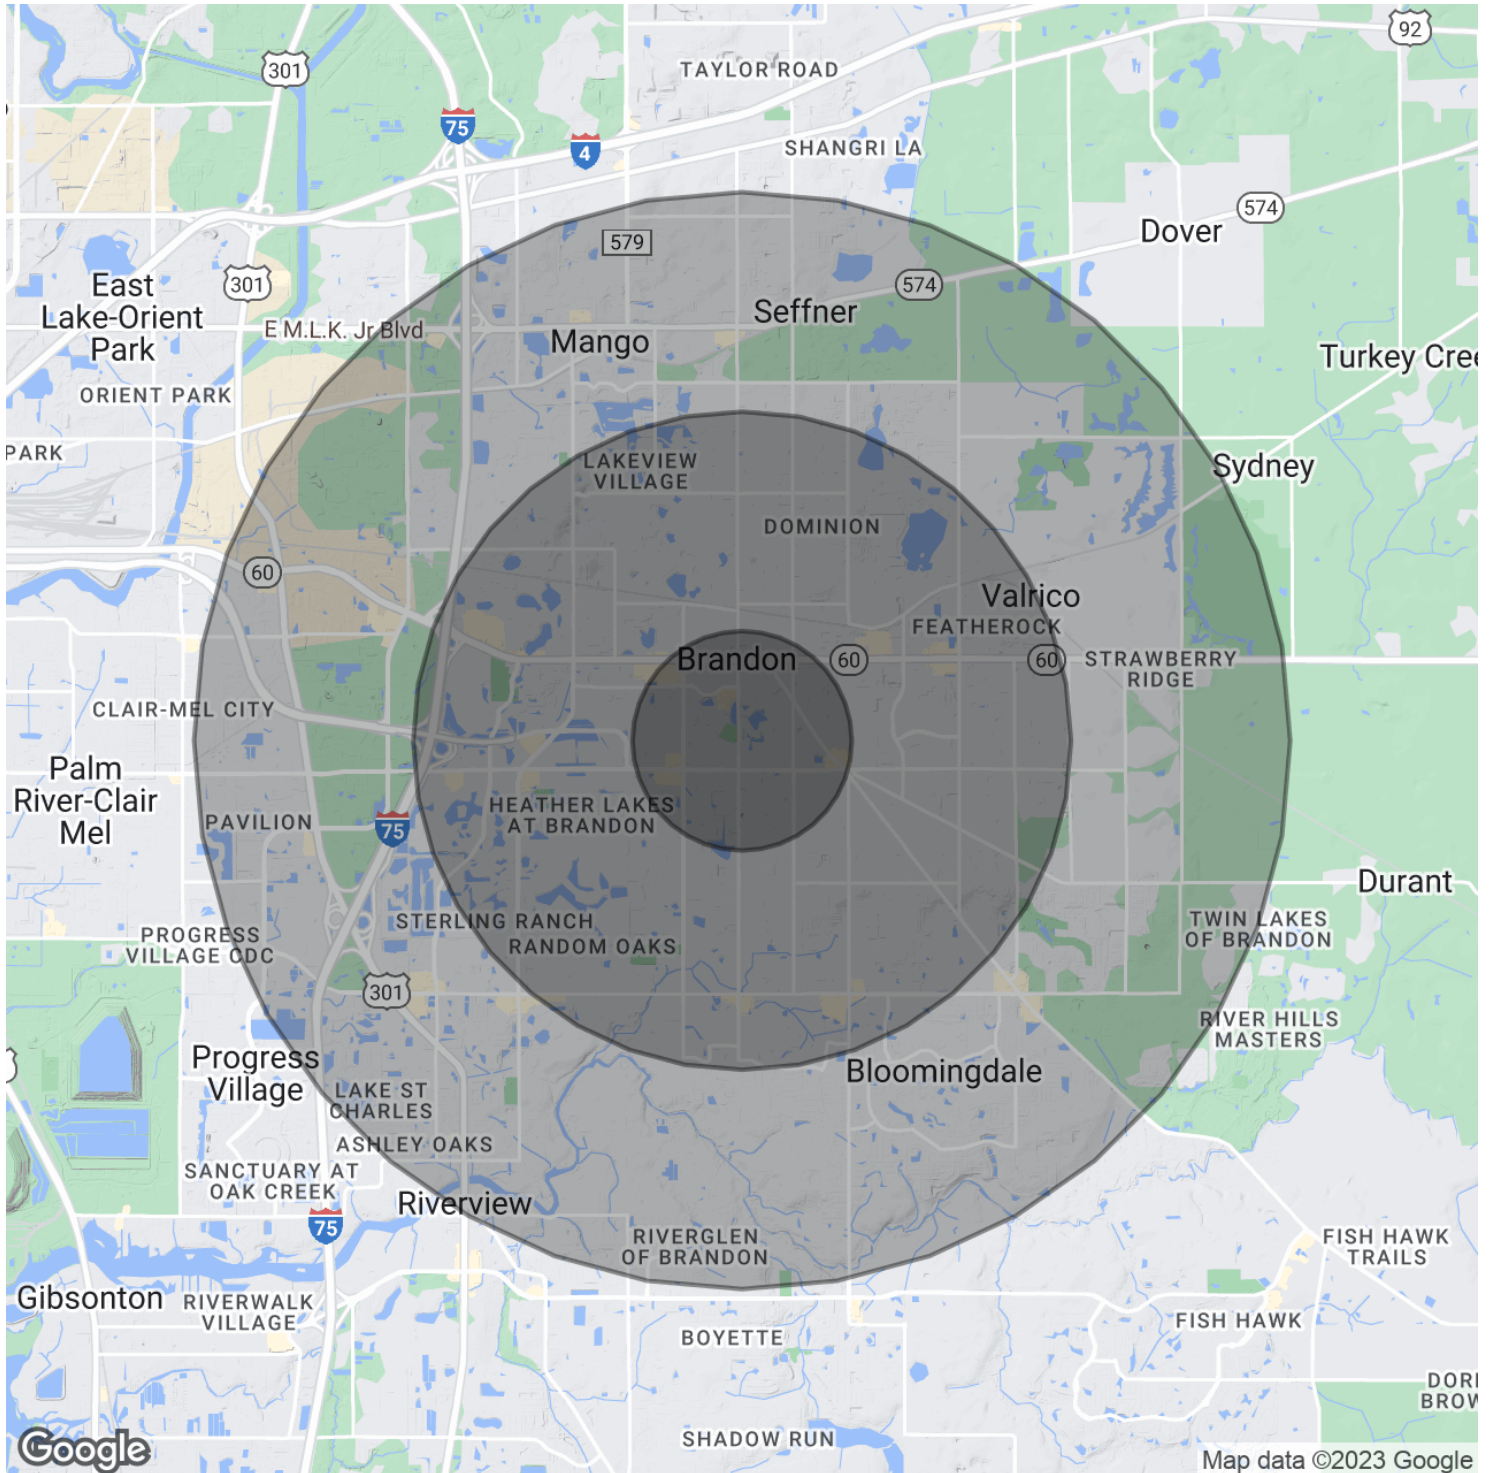 92
301
TAYLOR ROAD
75
4
SHANGRI LA
574
Dover
579
301
574
East
Lake-Orient
Park
Seffner
E M.L.K. Jr Blvd
Mango
Turkey Cree
ORIENT PARK
PARK
LAKEVIEW
VILLAGE
Sydney
DOMINION
60
Valrico
FEATHEROCK
Brandon
60
60
STRAWBERRY
RIDGE
CLAIR-MEL CITY
Palm
River-Clair
Mel
HEATHER LAKES
AT BRANDON
PAVILION
75
Durant
STERLING RANCH
RANDOM OAKS
TWIN LAKES
OF BRANDON
PROGRESS
VILLAGE CDC
301
RIVER HILLS
MASTERS
Progress
Village
Bloomingdale
LAKE ST
CHARLES
ASHLEY OAKS
SANCTUARY AT
OAK CREEK
Riverview
75
RIVERGLEN
OF BRANDON
FISH HAWK
TRAILS
Gibsonton
RIVERWALK
VILLAGE
FISH HAWK
BOYETTE
DORI
BROW
SHADOW RUN
Google
Map data ©2023 Google